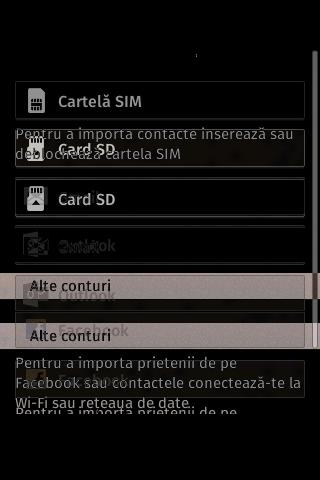 Cartelă SIM
Pentru a importa contacte inserează sau
Card SD
deblochează cartela SIM
Card SD
Outlook
Alte conturi
Outlook
Facebook
Alte conturi
Pentru a importa prietenii de pe
Facebook sau contactele conectează-te la
Wi-Fi sau rețeaua de date.
Pentru a importa prietenii de pe